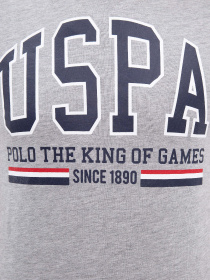 USPA
POLO THE KING OF GAMES
SINCE 1890